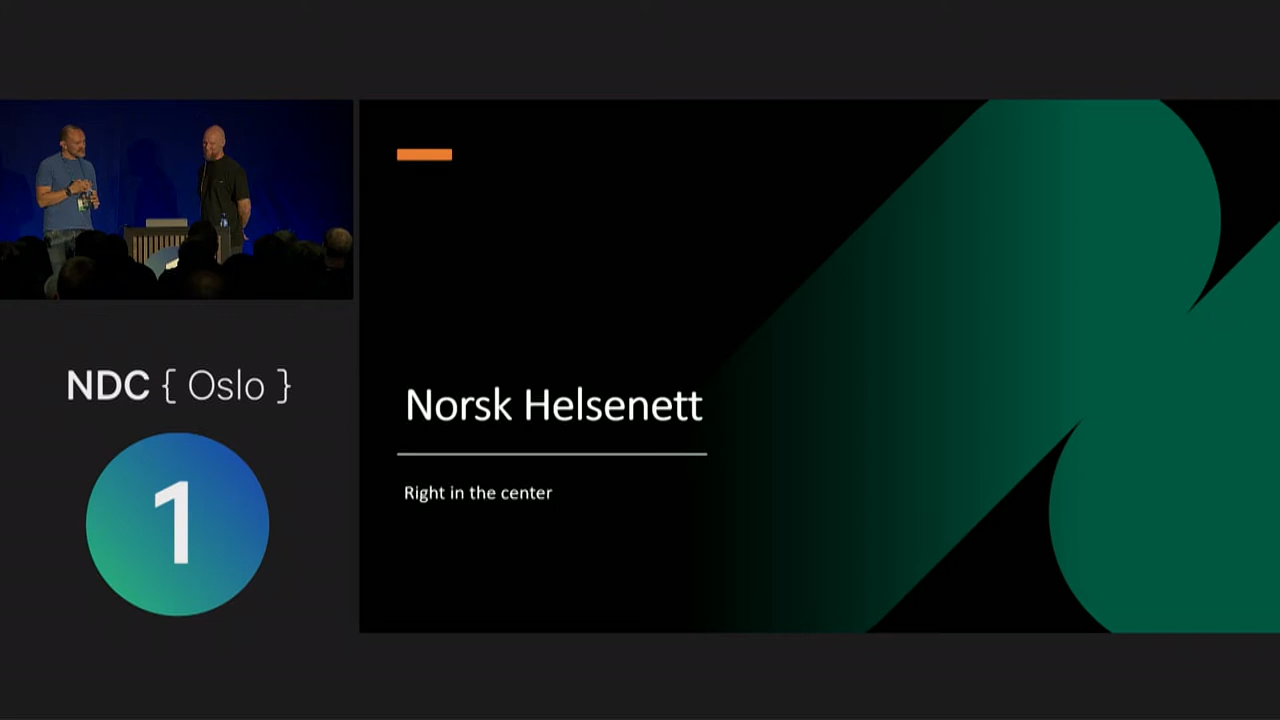 NDC { Oslo }
1
Norsk Helsenett
Right in the center